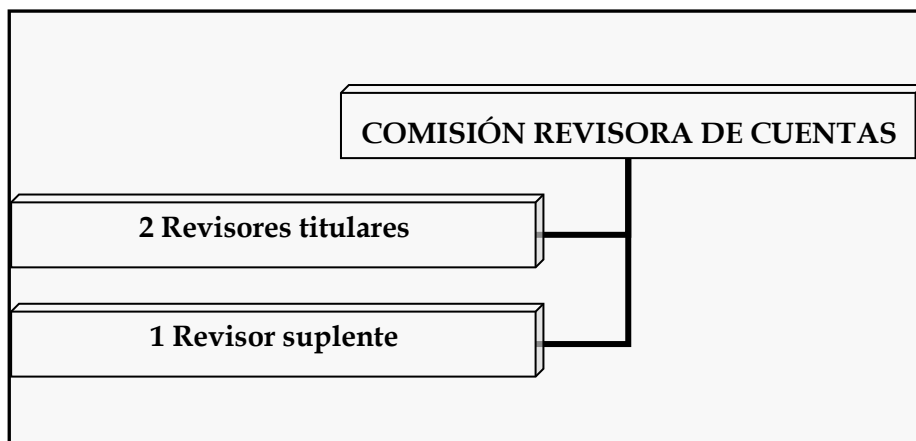 COMISIÓN REVISORA DE CUENTAS
2 Revisores titulares
1 Revisor suplente